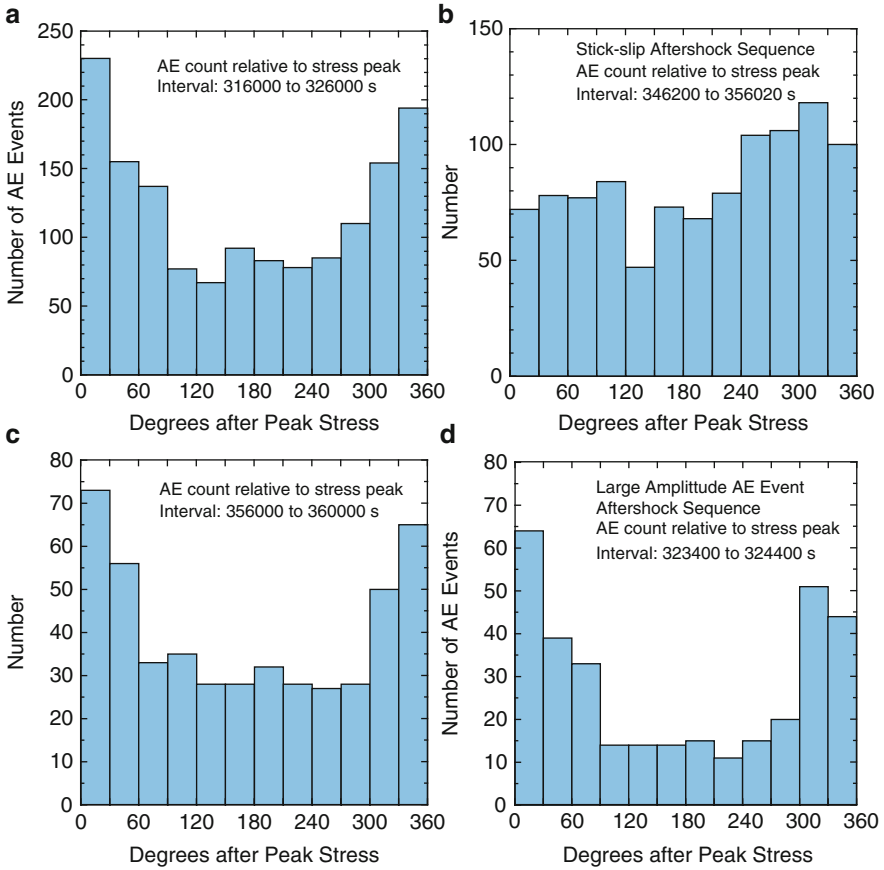 a
250
200
150
100
50
0
Number of AE Events
AE count relative to stress peak
Interval: 316000 to 326000 s
0 60 120 180 240 300 360
Degrees after Peak Stress
b
150
100
50
0
Number
Stick-slip Aftershock Sequence
AE count relative to stress peak
Interval: 346200 to 356020 s
0 60 120 180 240 300 360
Degrees after Peak Stress
c
80
70
60
50
40
30
20
10
0
Number
AE count relative to stress peak
Interval: 356000 to 360000 s
0 60 120 180 240 300 360
Degrees after Peak Stress
d
80
70
60
50
40
30
20
10
0
Number of AE Events
Large Amplittude AE Event
Aftershock Sequence
AE count relative to stress peak
Interval: 323400 to 324400 s
0 60 120 180 240 300 360
Degrees after Peak Stress